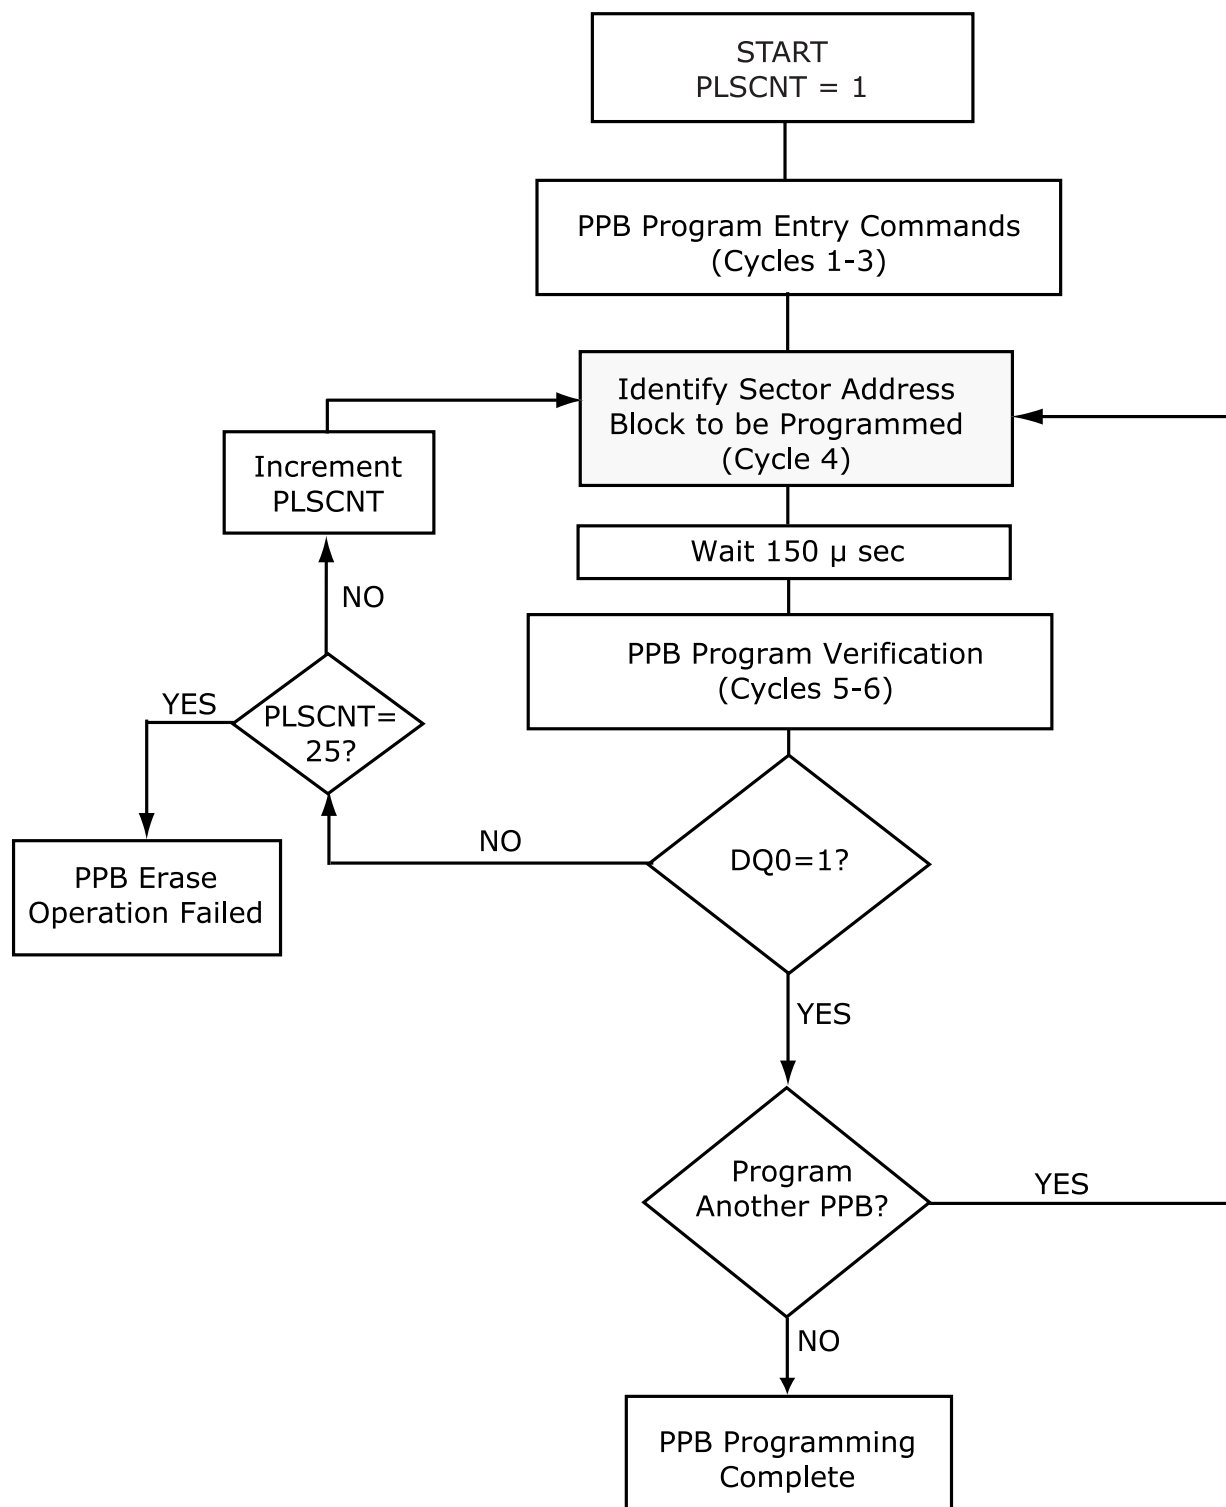 START
PLSCNT = 1
PPB Program Entry Commands
(Cycles 1-3)
Identify Sector Address
Block to be Programmed
(Cycle 4)
Increment
PLSCNT
Wait 150 µ sec
NO
PPB Program Verification
(Cycles 5-6)
YES
PLSCNT=
25?
NO
DQ0=1?
PPB Erase
Operation Failed
YES
Program
Another PPB?
YES
NO
PPB Programming
Complete